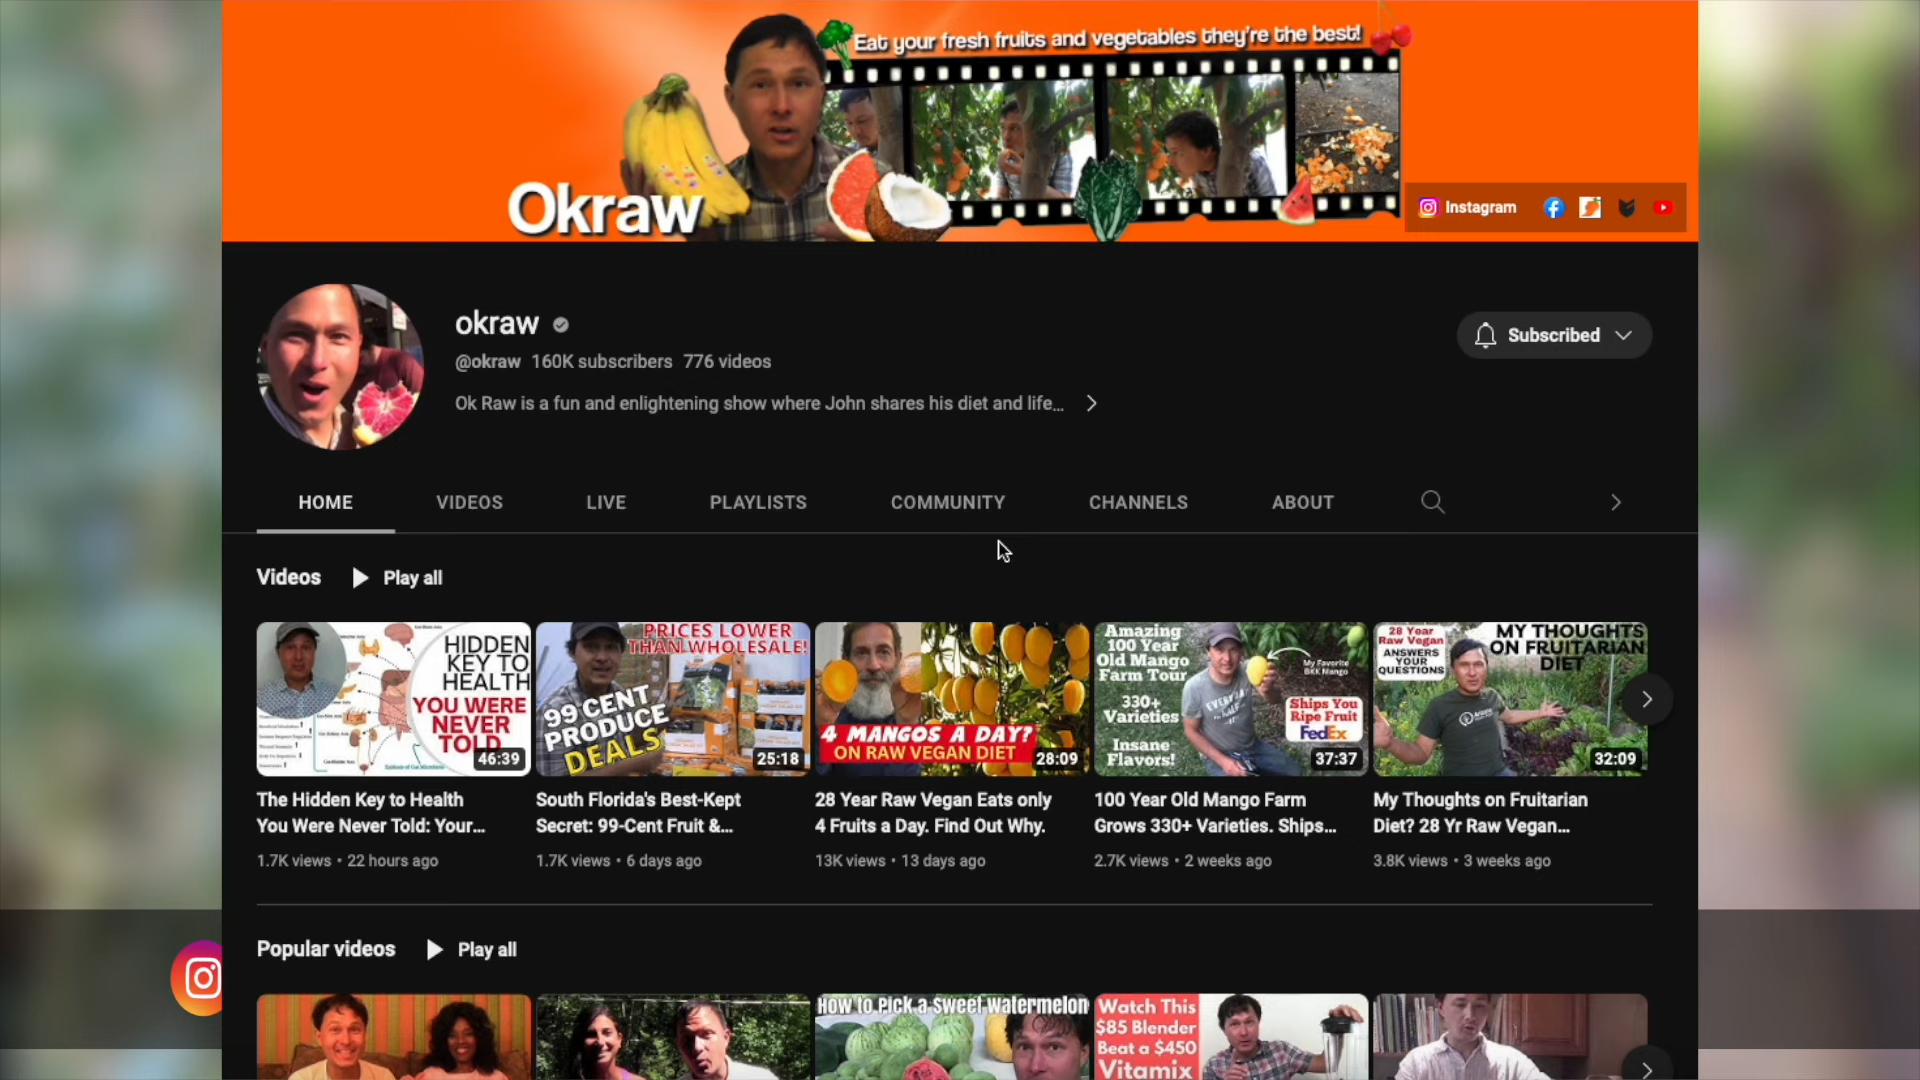 Eat your fresh fruits and vegetables they're the best!
Okraw
Instagram
okraw
@okraw 160K subscribers 776 videos
Ok Raw is a fun and enlightening show where John shares his diet and life...
Subscribed
HOME
VIDEOS
LIVE
PLAYLISTS
COMMUNITY
CHANNELS
ABOUT
Videos
Play all
HIDDEN
KEY TO
HEALTH
YOU WERE
NEVER
TOLD
46:39
The Hidden Key to Health
You Were Never Told: Your...
1.7K views • 22 hours ago
PRICES LOWER
THAN WHOLESALE!
99 CENT
PRODUCE
DEALS
25:18
South Florida's Best-Kept
Secret: 99-Cent Fruit &...
1.7K views • 6 days ago
4 MANGOS A DAY?
ON RAW VEGAN DIET
28:09
28 Year Raw Vegan Eats only
4 Fruits a Day. Find Out Why.
13K views • 13 days ago
Amazing
100 Year
Old Mango
Farm Tour
330+
Varieties
Insane
Flavors!
My Favorite
BKK Mango
Ships You
Ripe Fruit
FedEx
37:37
100 Year Old Mango Farm
Grows 330+ Varieties. Ships...
2.7K views • 2 weeks ago
28 Year
Raw Vegan
ANSWERS
YOUR
QUESTIONS
MY THOUGHTS
ON FRUITARIAN
DIET
32:09
My Thoughts on Fruitarian
Diet? 28 Yr Raw Vegan...
3.8K views • 3 weeks ago
Popular videos
Play all
How to Pick a Sweet Watermelon
Watch This
$85 Blender
Beat a $450
Vitamix